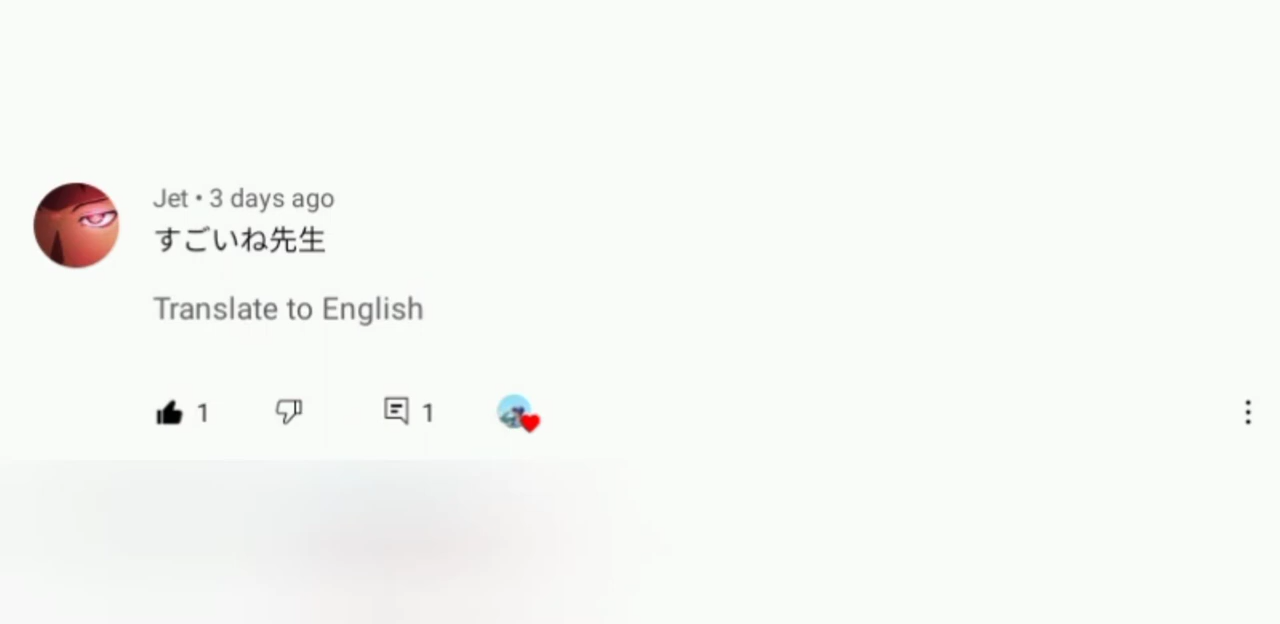 Jet • 3 days ago
すごいね先生
Translate to English
1 1